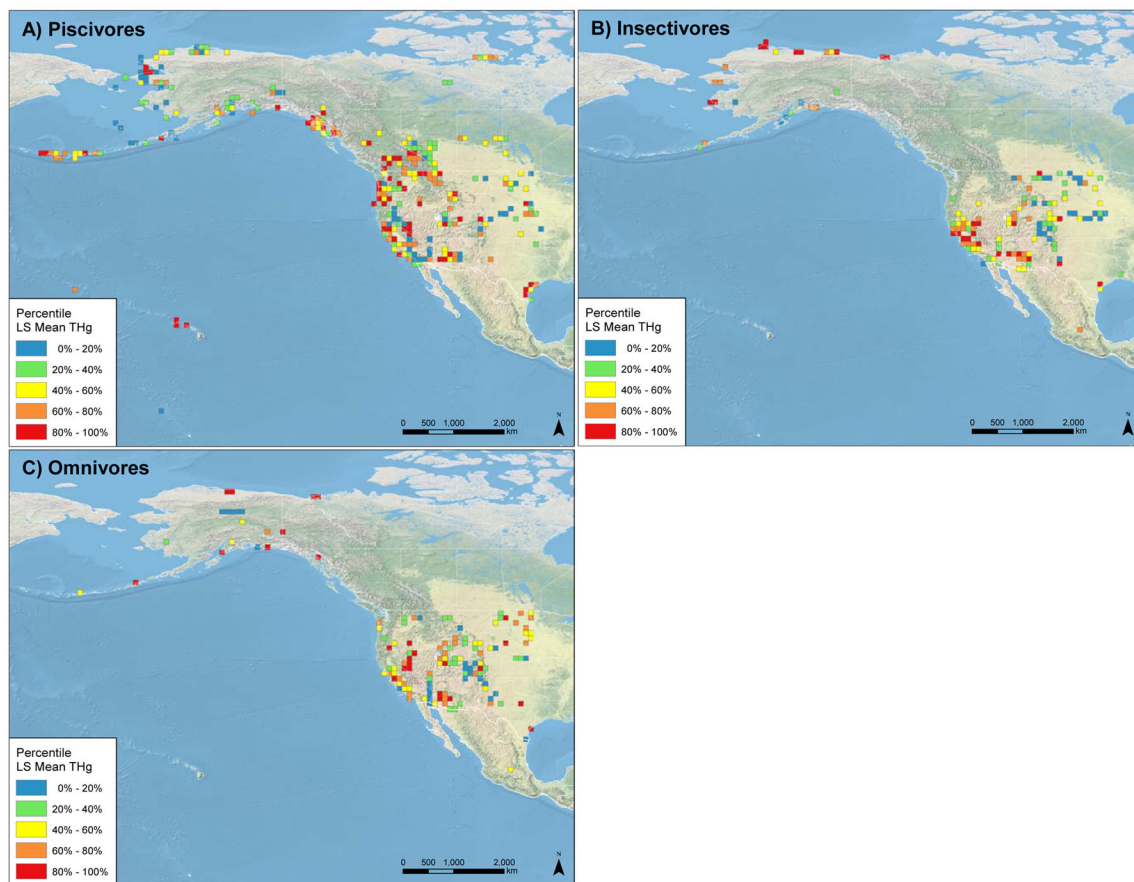 A) Piscivores
Percentile
LS Mean THg
0% - 20%
20% - 40%
40% - 60%
60% - 80%
80% - 100%
0 500 1,000 2,000
km
N
B) Insectivores
Percentile
LS Mean THg
0% - 20%
20% - 40%
40% - 60%
60% - 80%
80% - 100%
0 500 1,000 2,000
km
N
C) Omnivores
Percentile
LS Mean THg
0% - 20%
20% - 40%
40% - 60%
60% - 80%
80% - 100%
0 500 1,000 2,000
km
N